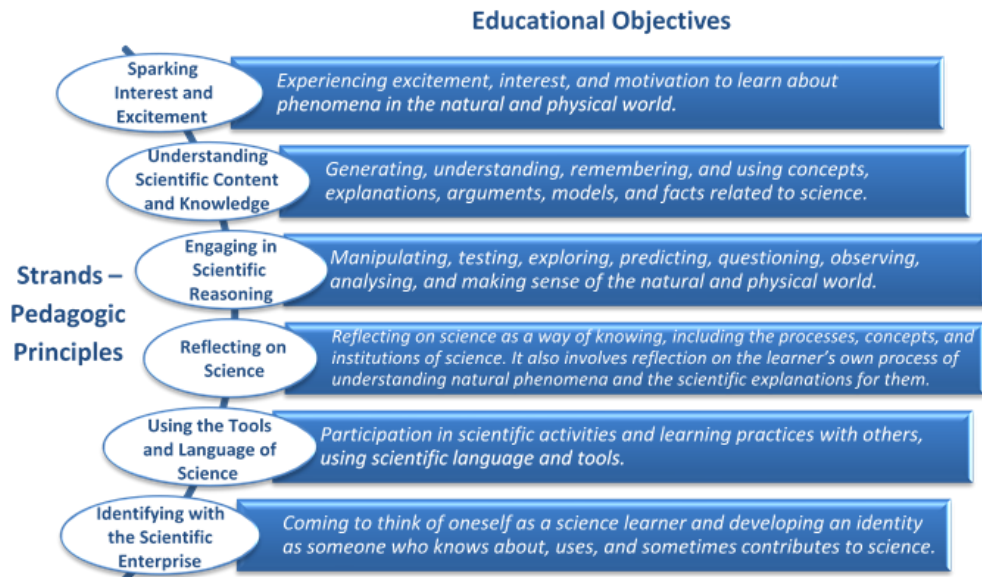 Educational Objectives
Sparking
Interest and
Excitement
Experiencing excitement, interest, and motivation to learn about
phenomena in the natural and physical world.
Understanding
Scientific Content
and Knowledge
Generating, understanding, remembering, and using concepts,
explanations, arguments, models, and facts related to science.
Strands –
Pedagogic
Principles
Engaging in
Scientific
Reasoning
Manipulating, testing, exploring, predicting, questioning, observing,
analysing, and making sense of the natural and physical world.
Reflecting on
Science
Reflecting on science as a way of knowing, including the processes, concepts, and
institutions of science. It also involves reflection on the learner's own process of
understanding natural phenomena and the scientific explanations for them.
Using the Tools
and Language of
Science
Participation in scientific activities and learning practices with others,
using scientific language and tools.
Identifying with
the Scientific
Enterprise
Coming to think of oneself as a science learner and developing an identity
as someone who knows about, uses, and sometimes contributes to science.